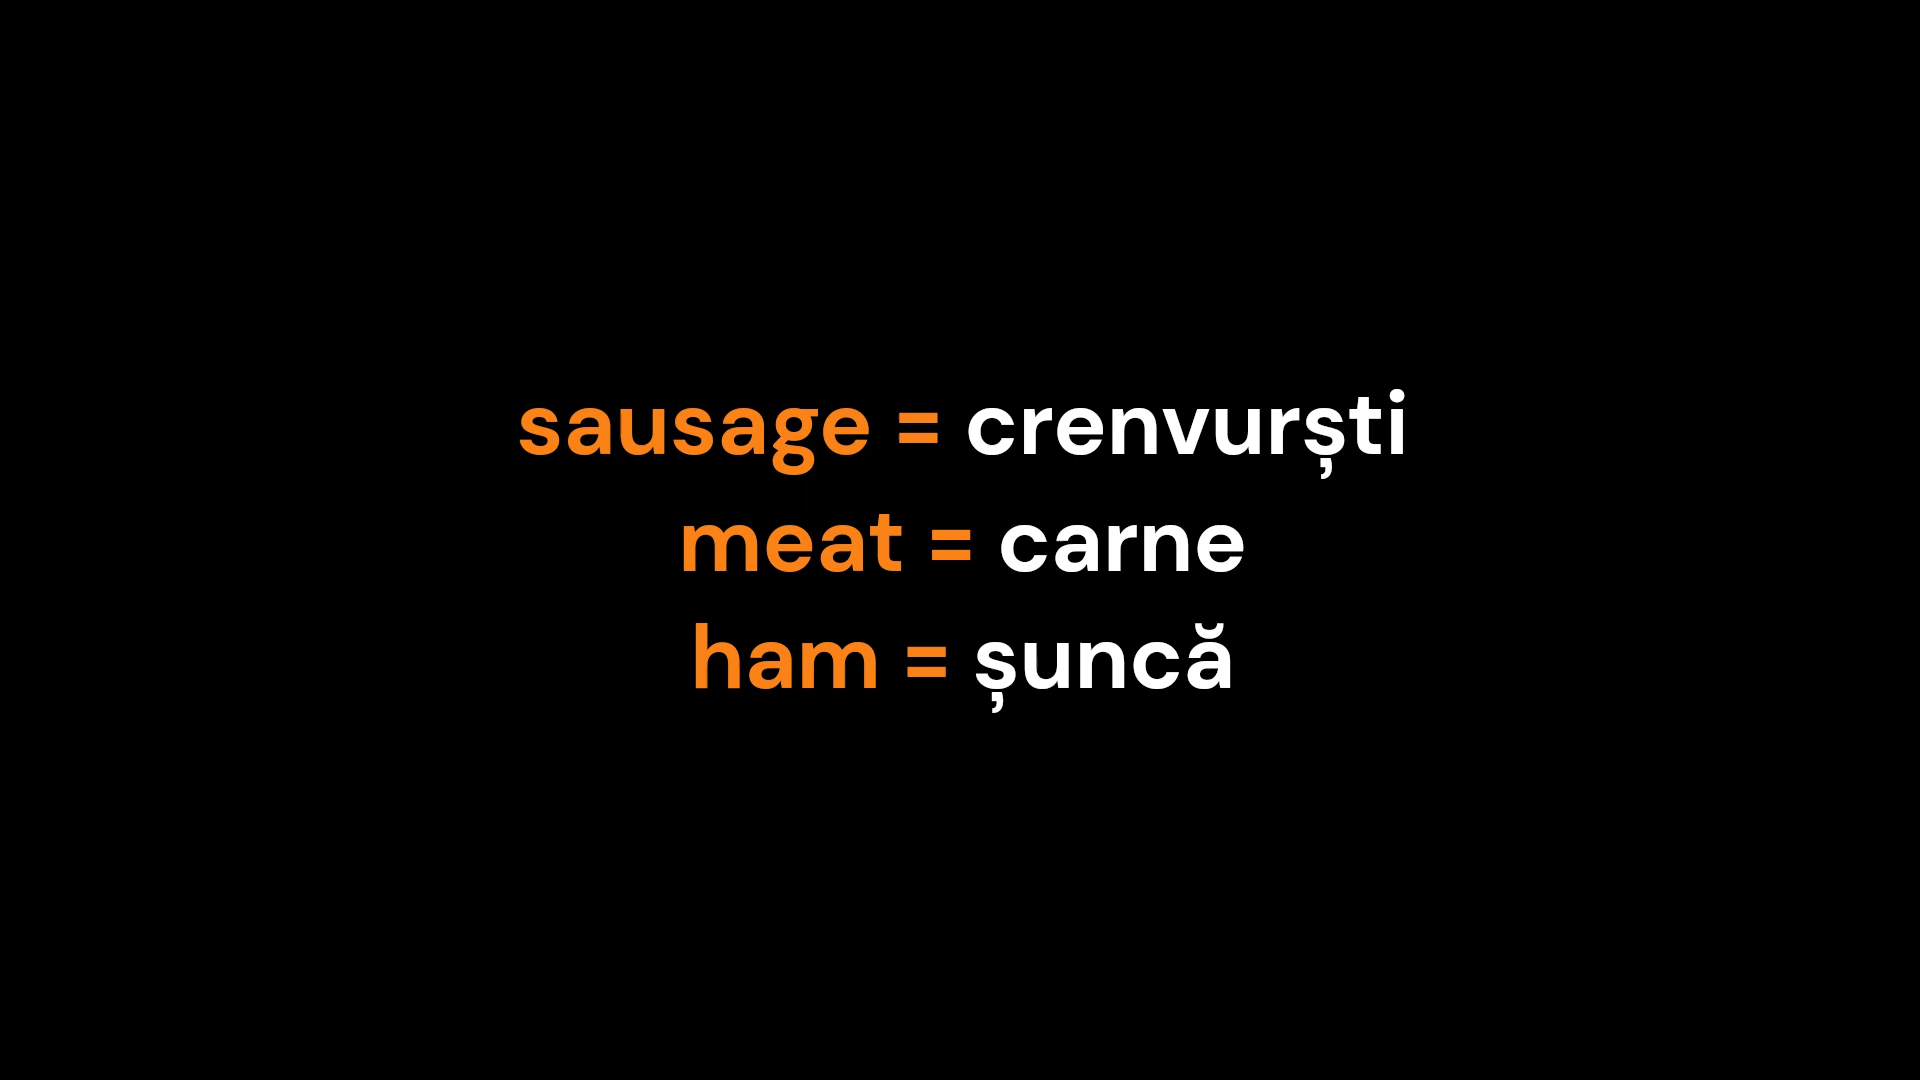 sausage = crenvurști
meat = carne
ham = șuncă